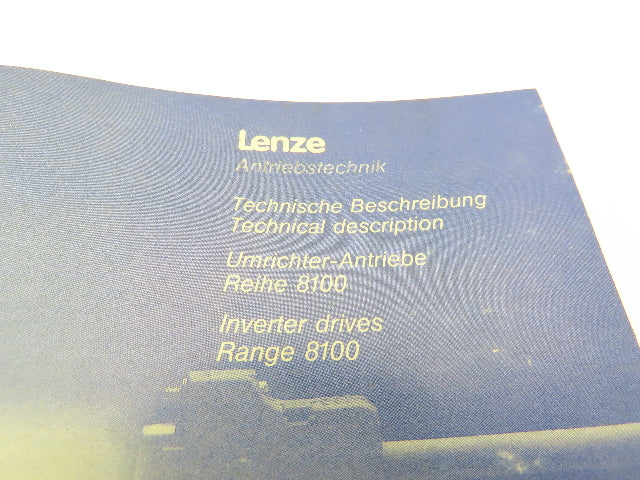 Lenze
Antriebstechnik
Technische Beschreibung
Technical description
Umrichter-Antriebe
Reihe 8100
Inverter drives
Range 8100